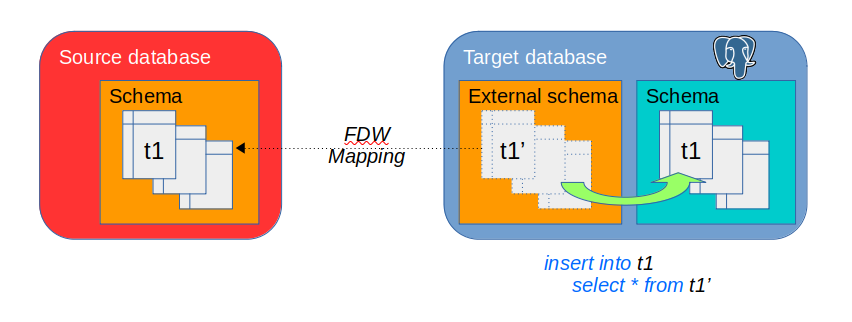 Source database
Schema
t1
FDW
Mapping
Target database
External schema
t1’
Schema
t1
insert into t1
select * from t1’